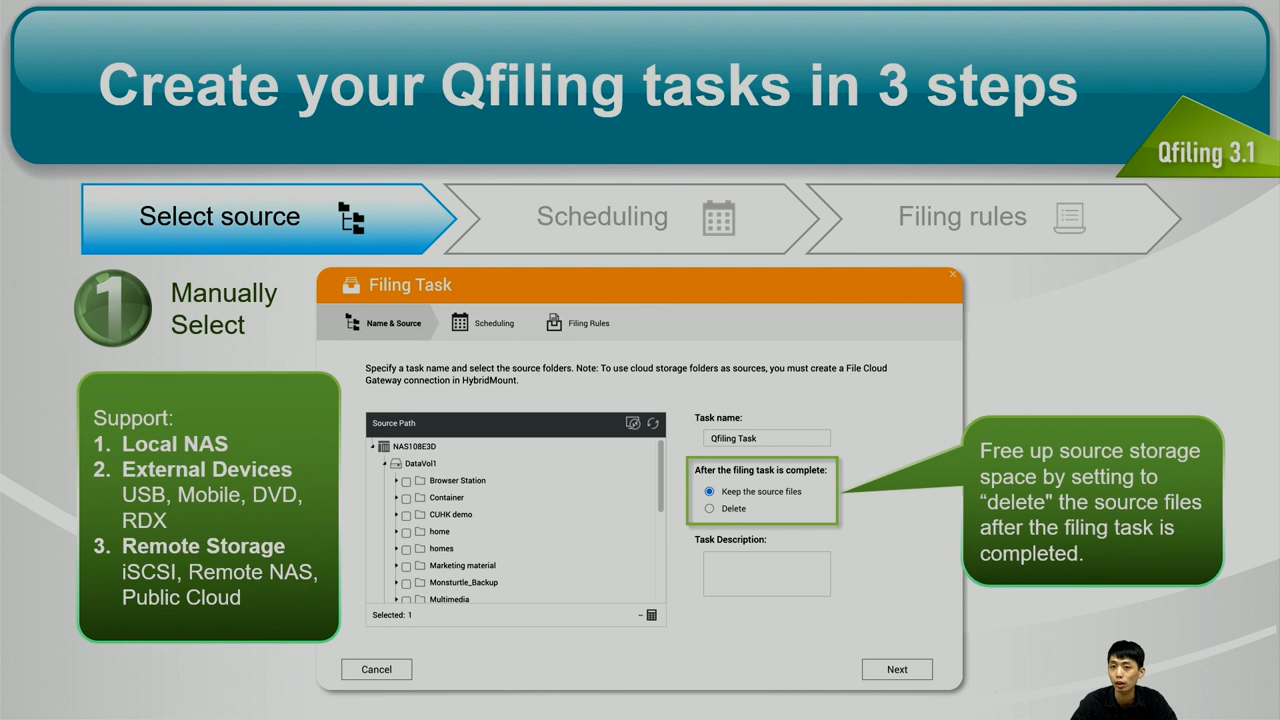 Create your Qfiling tasks in 3 steps
Qfiling 3.1
Select source
Scheduling
Filing rules
1
Manually
Select
Support:
1. Local NAS
2. External Devices
USB, Mobile, DVD,
RDX
3. Remote Storage
iSCSI, Remote NAS,
Public Cloud
Filing Task
Name & Source
Scheduling
Filing Rules
Specify a task name and select the source folders. Note: To use cloud storage folders as sources, you must create a File Cloud
Gateway connection in HybridMount.
Source Path
NAS108E3D
DataVol1
Browser Station
Container
CUHK demo
home
homes
Marketing material
Monsturtle_Backup
Multimedia
Selected: 1
--
Task name:
Qfiling Task
After the filing task is complete:
Keep the source files
Delete
Task Description:
Cancel
Next
Free up source storage
space by setting to
“delete" the source files
after the filing task is
completed.